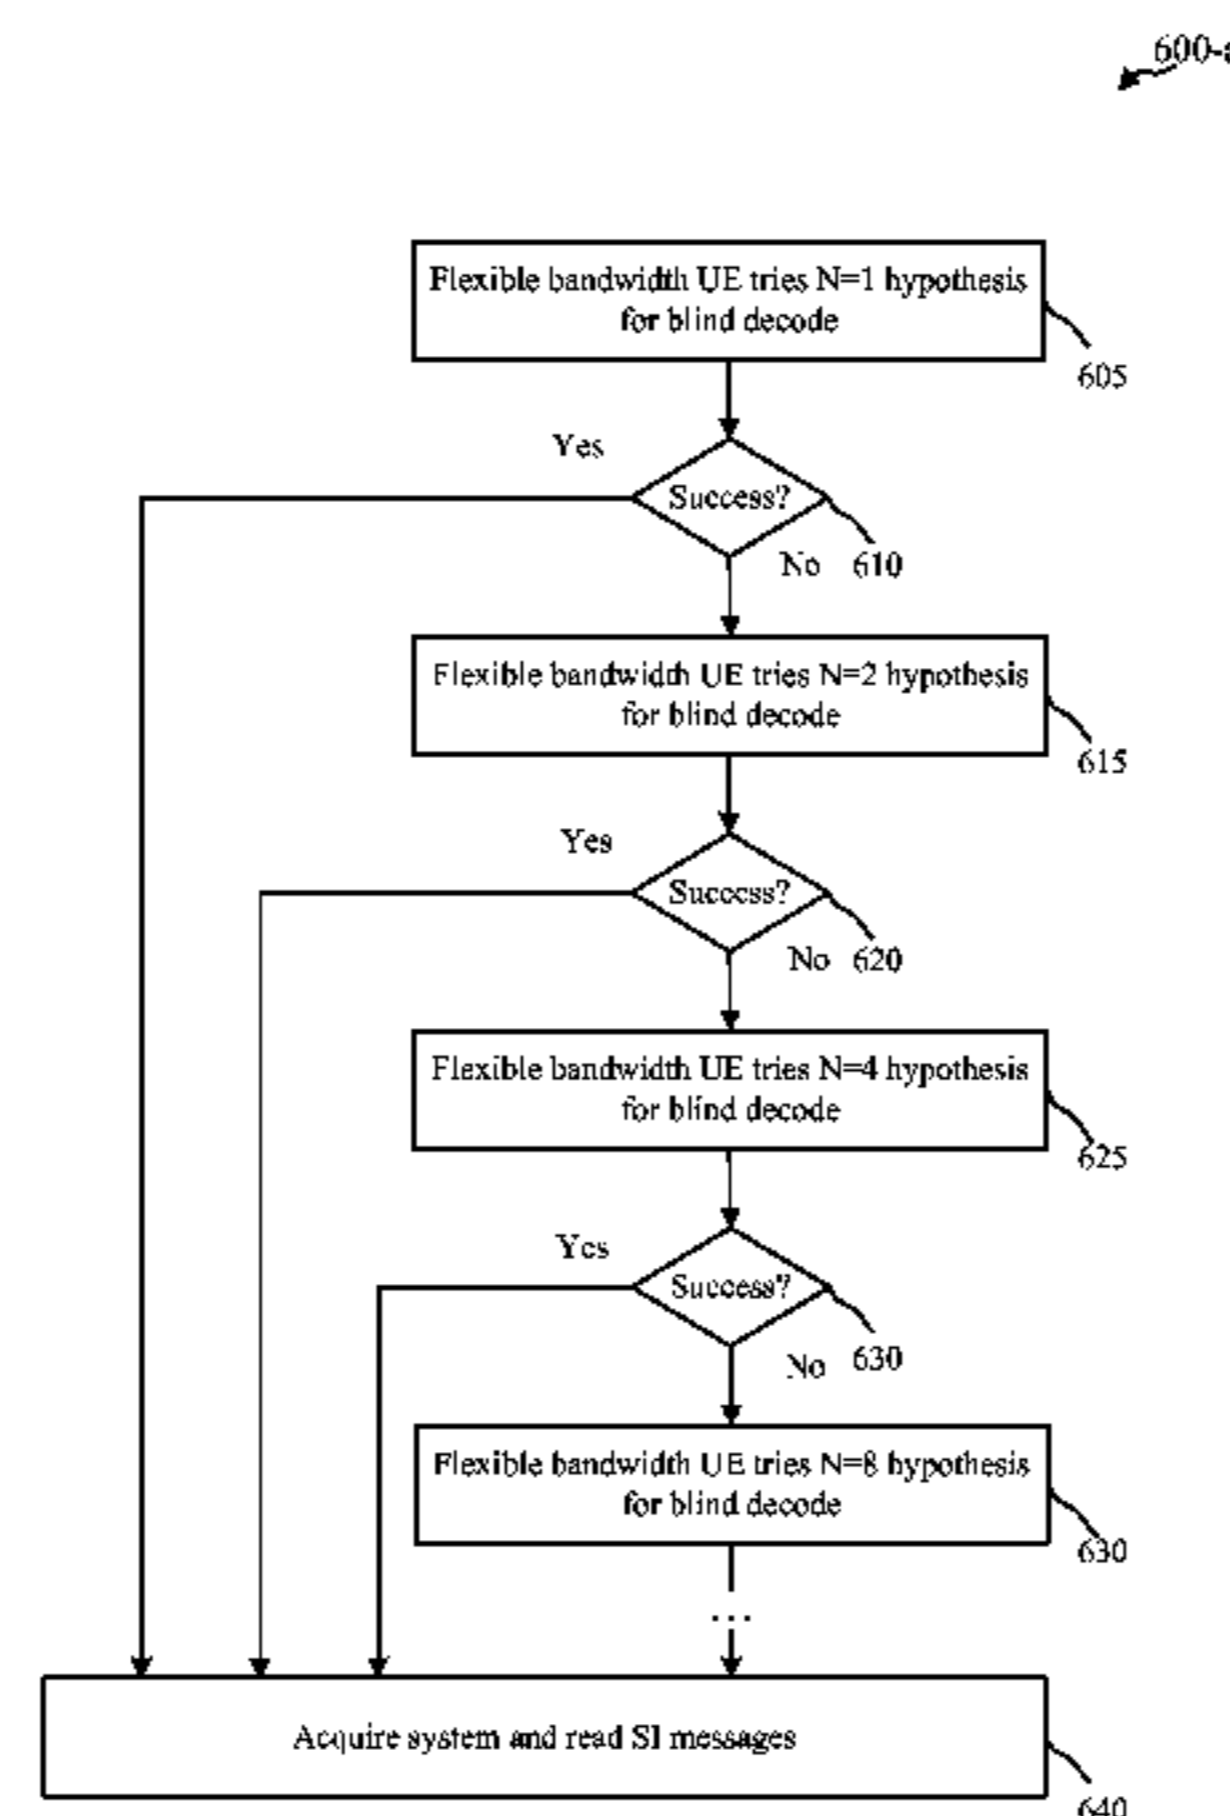 600-a
Flexible bandwidth UE tries N=1 hypothesis
for blind decode
605
Yes
Success?
No
610
Flexible bandwidth UE tries N=2 hypothesis
for blind decode
615
Yes
Success?
No
620
Flexible bandwidth UE tries N=4 hypothesis
for blind decode
625
Yes
Success?
No
630
Flexible bandwidth UE tries N=8 hypothesis
for blind decode
630
...
Acquire system and read SI messages
640